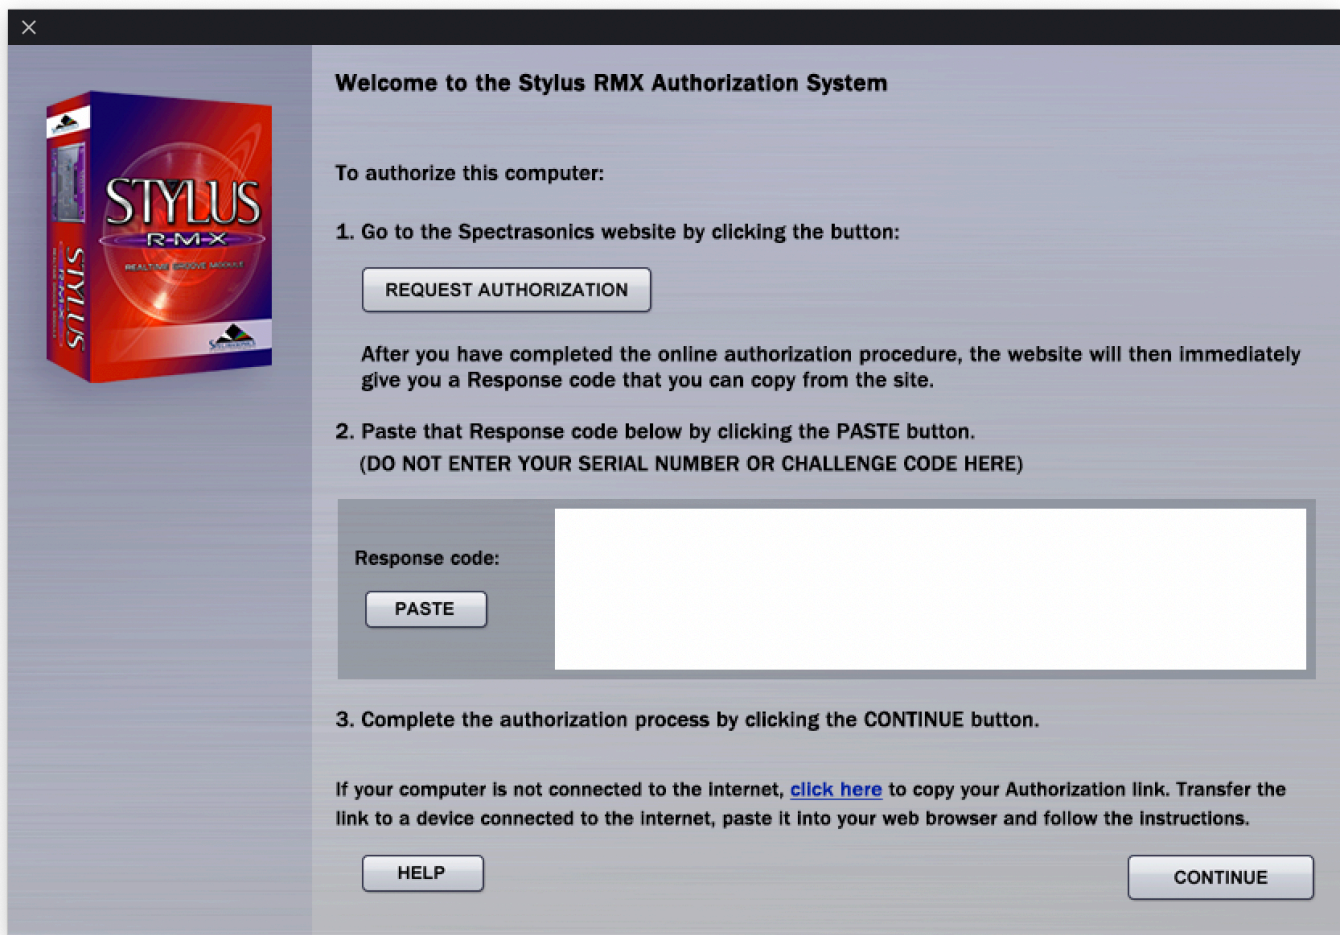 Welcome to the Stylus RMX Authorization System
STYLUS
R-M-X
REALTIME GROOVE MODULE
STYLUS
R-M-X
SPECTRASONICS
To authorize this computer:
1. Go to the Spectrasonics website by clicking the button:
REQUEST AUTHORIZATION
After you have completed the online authorization procedure, the website will then immediately
give you a Response code that you can copy from the site.
2. Paste that Response code below by clicking the PASTE button.
(DO NOT ENTER YOUR SERIAL NUMBER OR CHALLENGE CODE HERE)
Response code:
PASTE
3. Complete the authorization process by clicking the CONTINUE button.
If your computer is not connected to the internet, click here to copy your Authorization link. Transfer the
link to a device connected to the internet, paste it into your web browser and follow the instructions.
HELP
CONTINUE